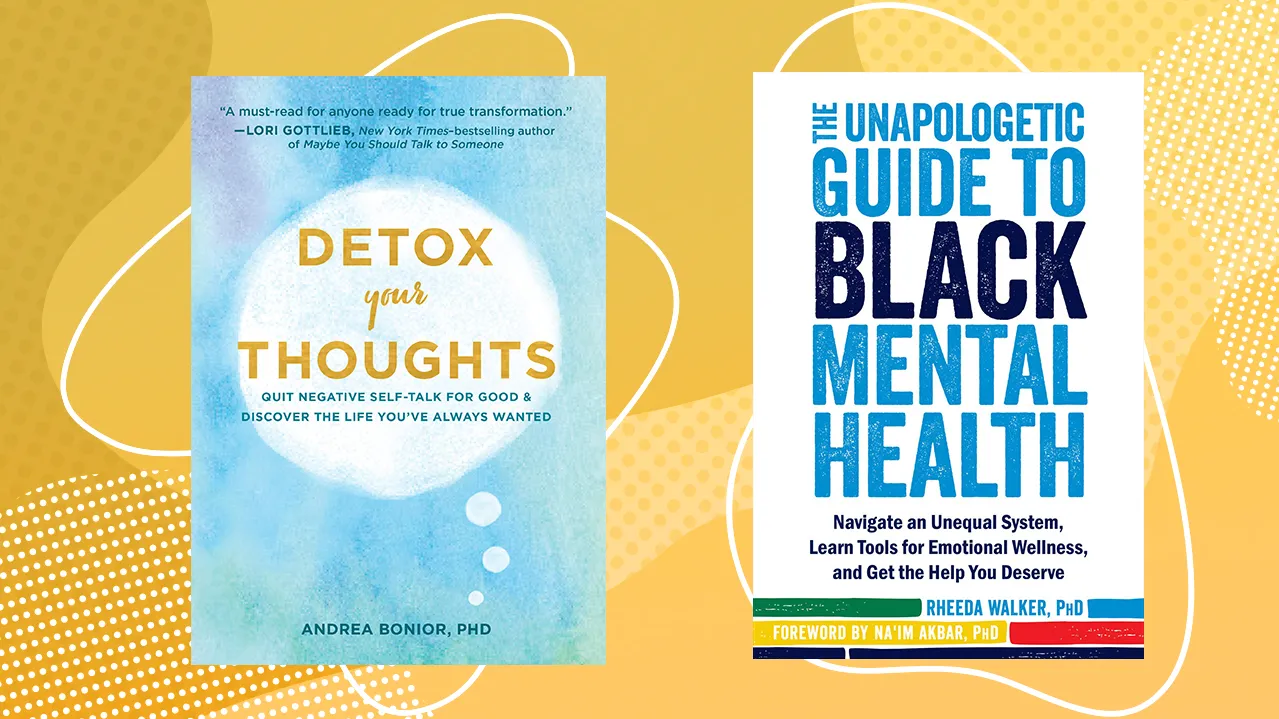 “A must-read for anyone ready for true transformation.”
—LORI GOTTLIEB, New York Times–bestselling author
of Maybe You Should Talk to Someone
DETOX
your
THOUGHTS
QUIT NEGATIVE SELF-TALK FOR GOOD &
DISCOVER THE LIFE YOU’VE ALWAYS WANTED
ANDREA BONIOR, PHD
THE UNAPOLOGETIC
GUIDE TO
BLACK
MENTAL
HEALTH
Navigate an Unequal System,
Learn Tools for Emotional Wellness,
and Get the Help You Deserve
RHEEDA WALKER, PhD
FOREWORD BY NA'IM AKBAR, PhD